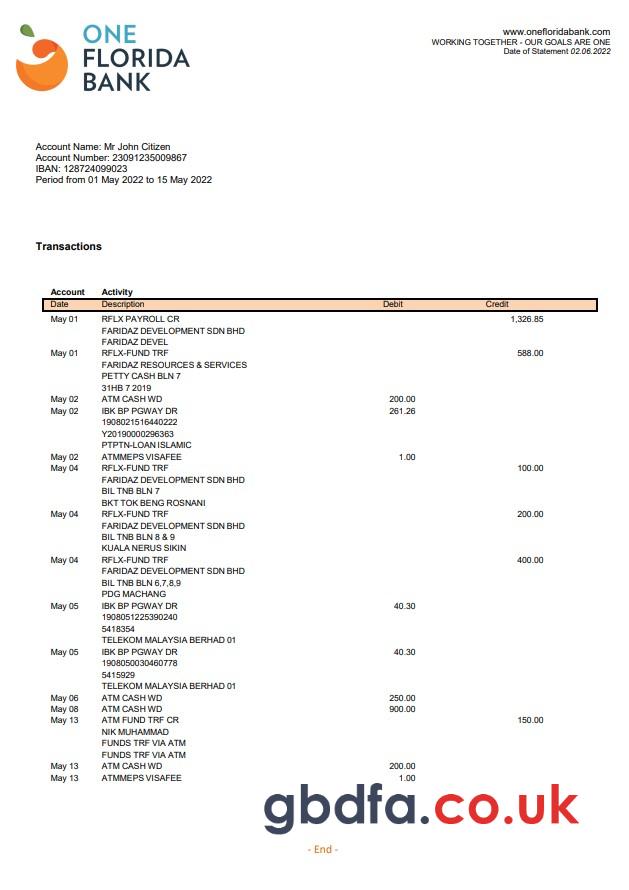 ONE
FLORIDA
BANK
www.onefloridabank.com
WORKING TOGETHER - OUR GOALS ARE ONE
Date of Statement 02.06.2022
Account Name: Mr John Citizen
Account Number: 23091235009867
IBAN: 128724099023
Period from 01 May 2022 to 15 May 2022
Transactions
Account Activity
Date Description Debit Credit
May 01 RFLX PAYROLL CR 1,326.85
FARIDAZ DEVELOPMENT SDN BHD
FARIDAZ DEVEL
May 01 RFLX-FUND TRF 588.00
FARIDAZ RESOURCES & SERVICES
PETTY CASH BLN 7
31HB 7 2019
May 02 ATM CASH WD 200.00
May 02 IBK BP PGWAY DR 261.26
1908021516440222
Y20190000296363
PTPTN-LOAN ISLAMIC
May 02 ATMMEPS VISAFEE 1.00
May 04 RFLX-FUND TRF 100.00
FARIDAZ DEVELOPMENT SDN BHD
BIL TNB BLN 7
BKT TOK BENG ROSNANI
May 04 RFLX-FUND TRF 200.00
FARIDAZ DEVELOPMENT SDN BHD
BIL TNB BLN 8 & 9
KUALA NERUS SIKIN
May 04 RFLX-FUND TRF 400.00
FARIDAZ DEVELOPMENT SDN BHD
BIL TNB BLN 6,7,8,9
PDG MACHANG
May 05 IBK BP PGWAY DR 40.30
1908051225390240
5418354
TELEKOM MALAYSIA BERHAD 01
May 05 IBK BP PGWAY DR 40.30
1908050030460778
5415929
TELEKOM MALAYSIA BERHAD 01
May 06 ATM CASH WD 250.00
May 08 ATM CASH WD 900.00
May 13 ATM FUND TRF CR 150.00
NIK MUHAMMAD
FUNDS TRF VIA ATM
FUNDS TRF VIA ATM
May 13 ATM CASH WD 200.00
May 13 ATMMEPS VISAFEE 1.00
gbdfa.co.uk
- End -